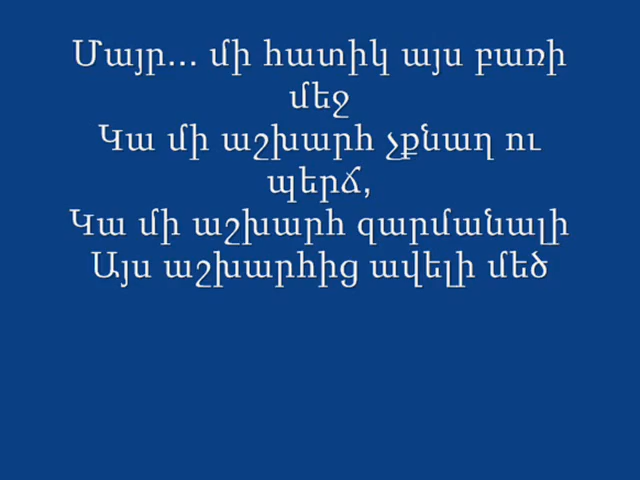 Մայր... մի հատիկ այս բառի
մեջ
Կա մի աշխարհ չքնաղ ու
պերճ,
Կա մի աշխարհ զարմանալի
Այս աշխարհից ավելի մեծ